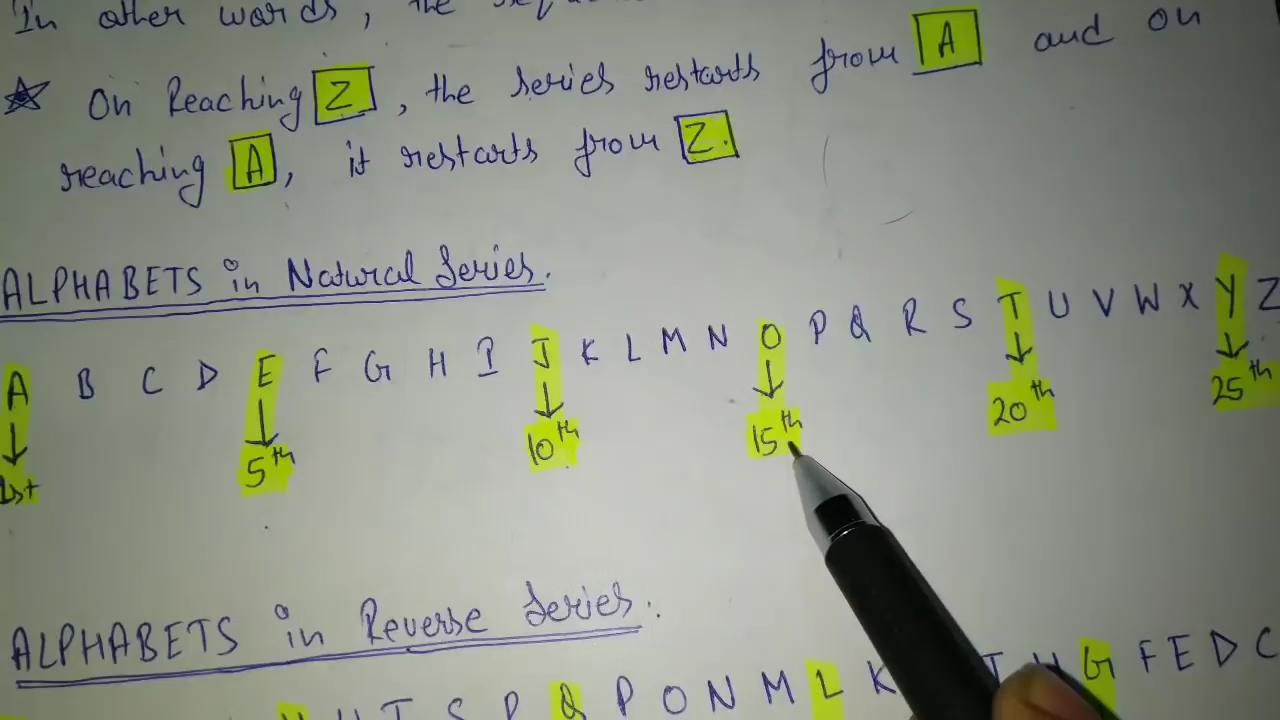 In other words, the
☆ On Reaching Z, the series restarts from A and on
reaching A, it restarts from Z.
ALPHABETS in Natural Series.
A B C D E F G H I J K L M N O P Q R S T U V W X Y Z
1st 5th 10th 15th 20th 25th
ALPHABETS in Reverse Series.
T S R Q P O N M L K G F E D C